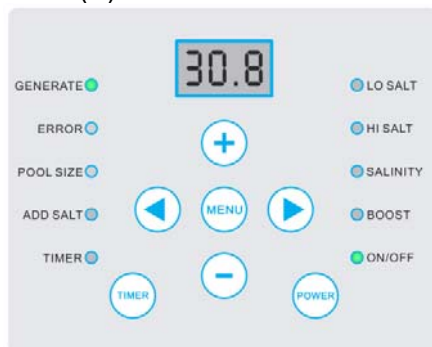 30.8
GENERATE LO SALT
ERROR + HI SALT
POOL SIZE SALINITY
MENU
ADD SALT BOOST
TIMER - ON/OFF
TIMER POWER